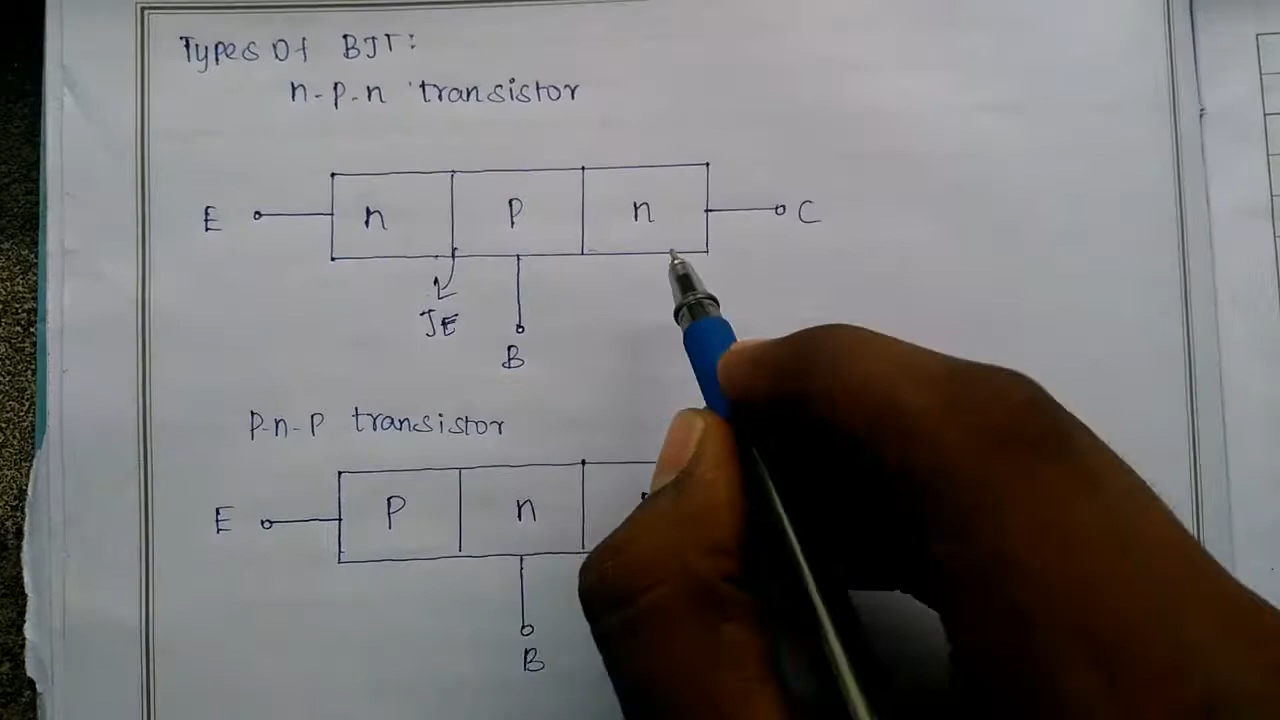 Types Of BJT:
n-p-n transistor
E n P n C
JE
B
P-n-P transistor
E P n
B